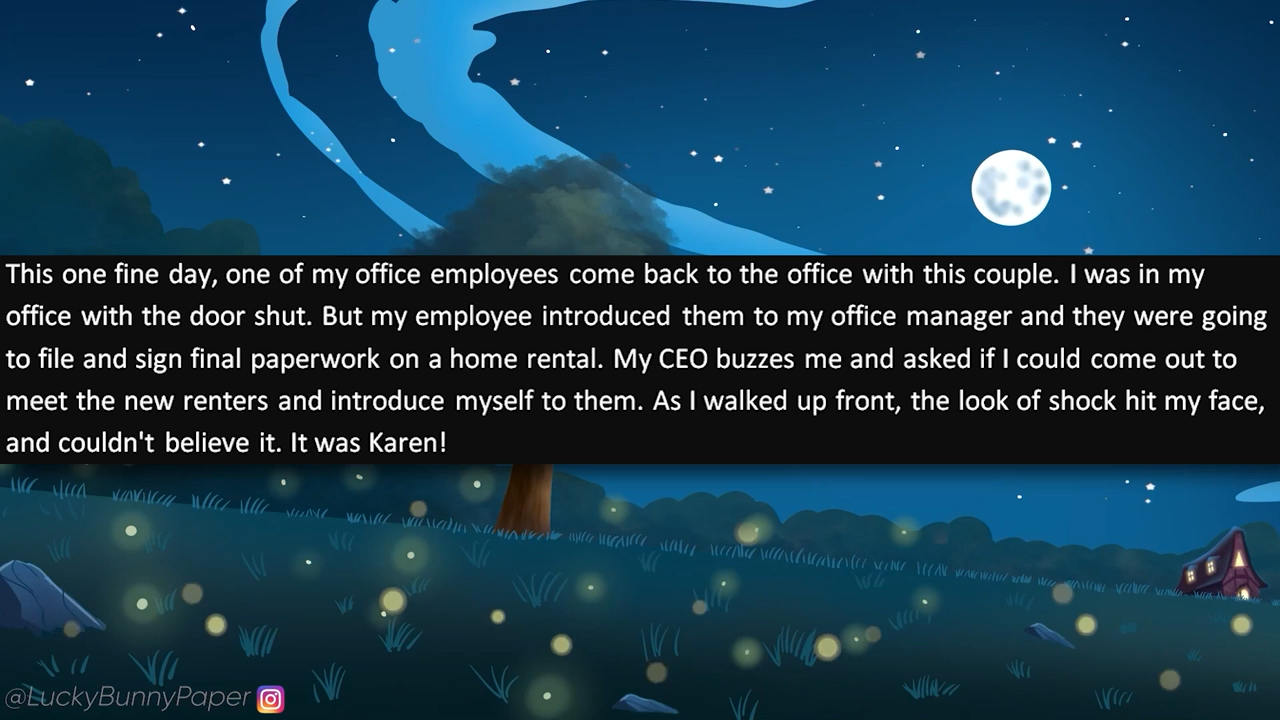 This one fine day, one of my office employees come back to the office with this couple. I was in my
office with the door shut. But my employee introduced them to my office manager and they were going
to file and sign final paperwork on a home rental. My CEO buzzes me and asked if I could come out to
meet the new renters and introduce myself to them. As I walked up front, the look of shock hit my face,
and couldn't believe it. It was Karen!
@LuckyBunnyPaper